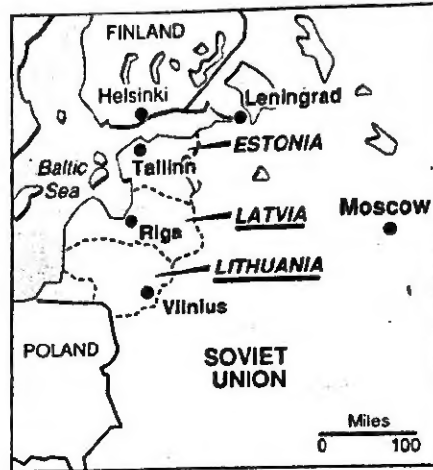 FINLAND
Helsinki
Leningrad
ESTONIA
Baltic
Sea
Tallinn
LATVIA
Moscow
Riga
LITHUANIA
Vilnius
POLAND
SOVIET
UNION
Miles
0 100